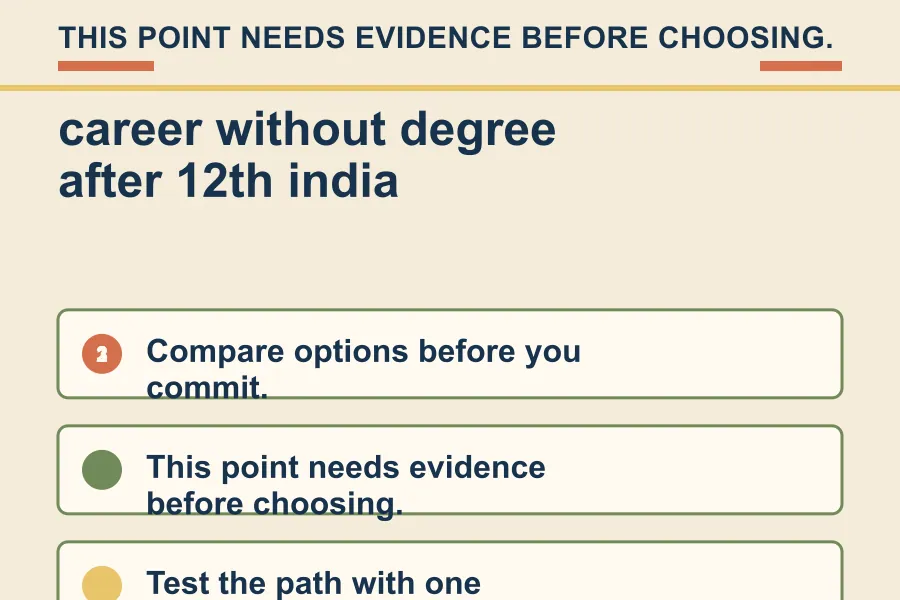 THIS POINT NEEDS EVIDENCE BEFORE CHOOSING.
career without degree
after 12th india
Compare options before you
commit.
This point needs evidence
before choosing.
Test the path with one